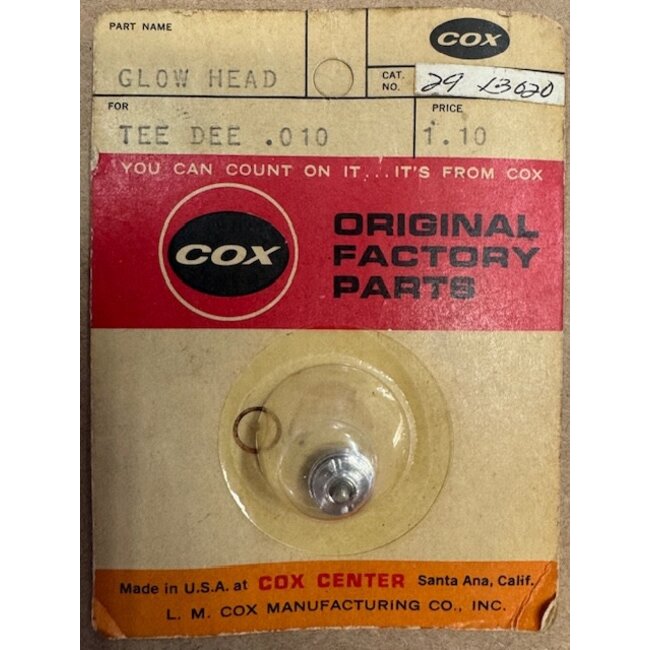 PART NAME
COX
GLOW HEAD
CAT. NO.
29
FOR
PRICE
TEE DEE .010
1.10
YOU CAN COUNT ON IT...IT'S FROM COX
COX
ORIGINAL
FACTORY
PARTS
Made in U.S.A. at COX CENTER Santa Ana, Calif.
L. M. COX MANUFACTURING CO., INC.